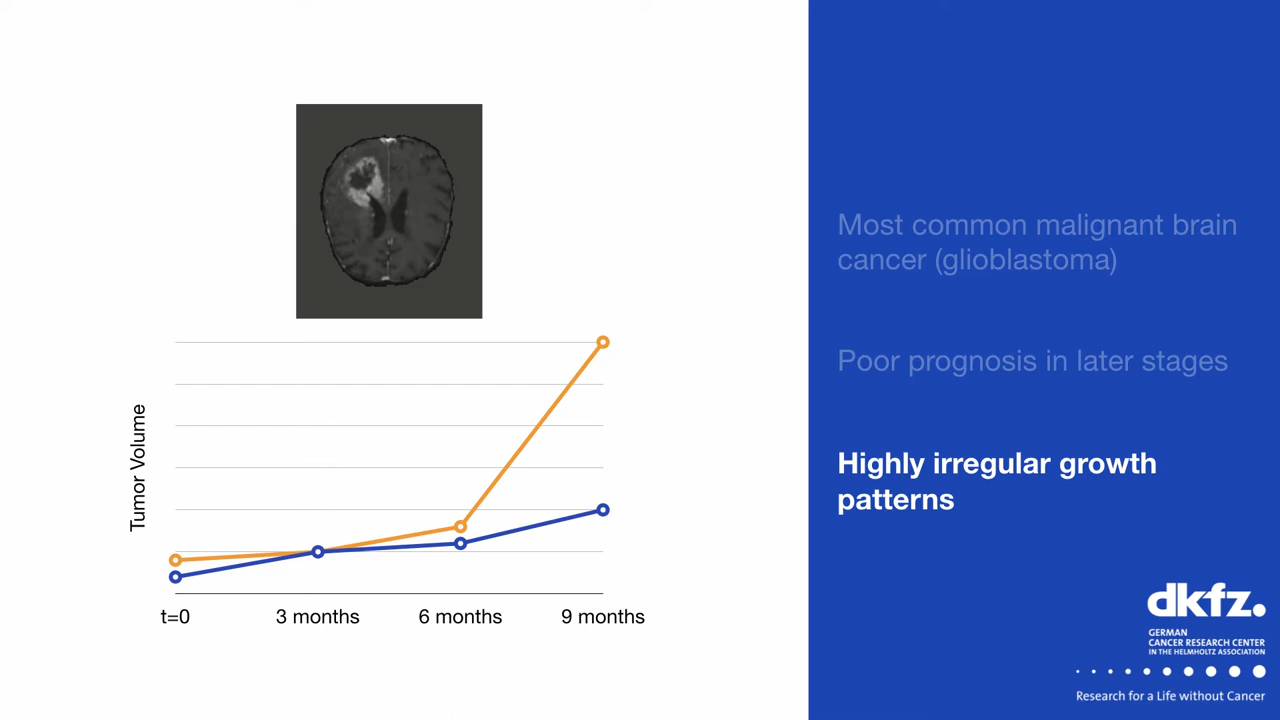 Tumor Volume
t=0
3 months
6 months
9 months
Most common malignant brain
cancer (glioblastoma)
Poor prognosis in later stages
Highly irregular growth
patterns
dkfz.
GERMAN
CANCER RESEARCH CENTER
IN THE HELMHOLTZ ASSOCIATION
Research for a Life without Cancer